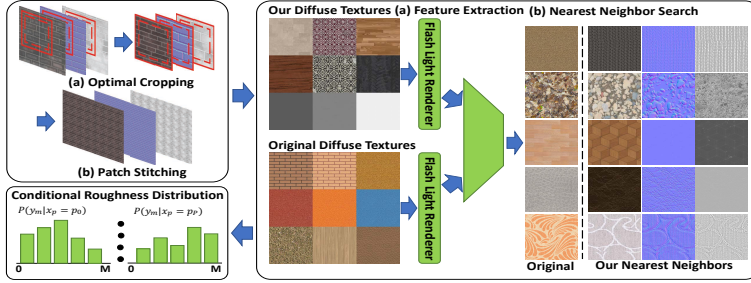 (a) Optimal Cropping
(b) Patch Stitching
Our Diffuse Textures (a) Feature Extraction (b) Nearest Neighbor Search
Flash Light Renderer
Original Diffuse Textures
Flash Light Renderer
Original
Our Nearest Neighbors
Conditional Roughness Distribution
P(y_m|x_p = p_0) P(y_m|x_p = p_P)
0 M 0 M